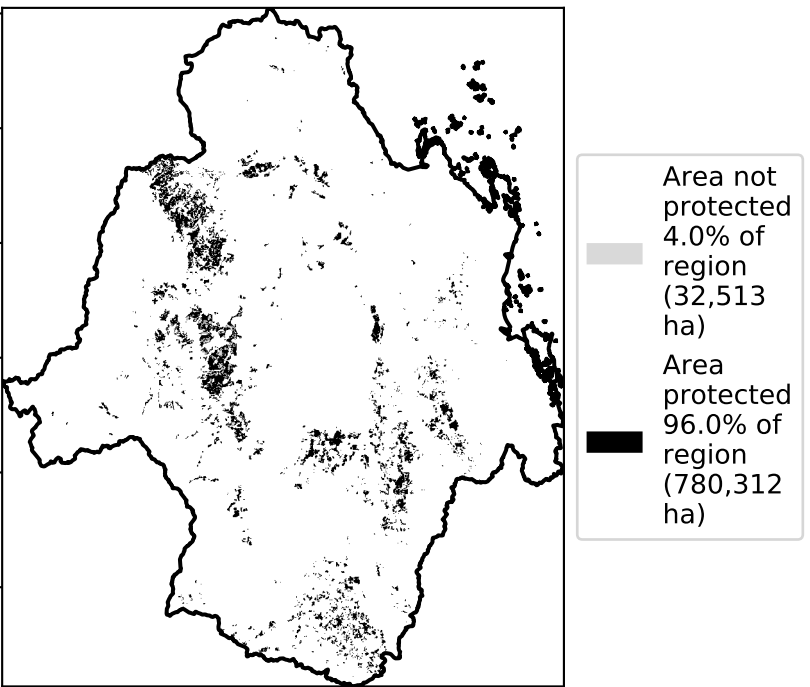 Area not
protected
4.0% of
region
(32,513
ha)
Area
protected
96.0% of
region
(780,312
ha)